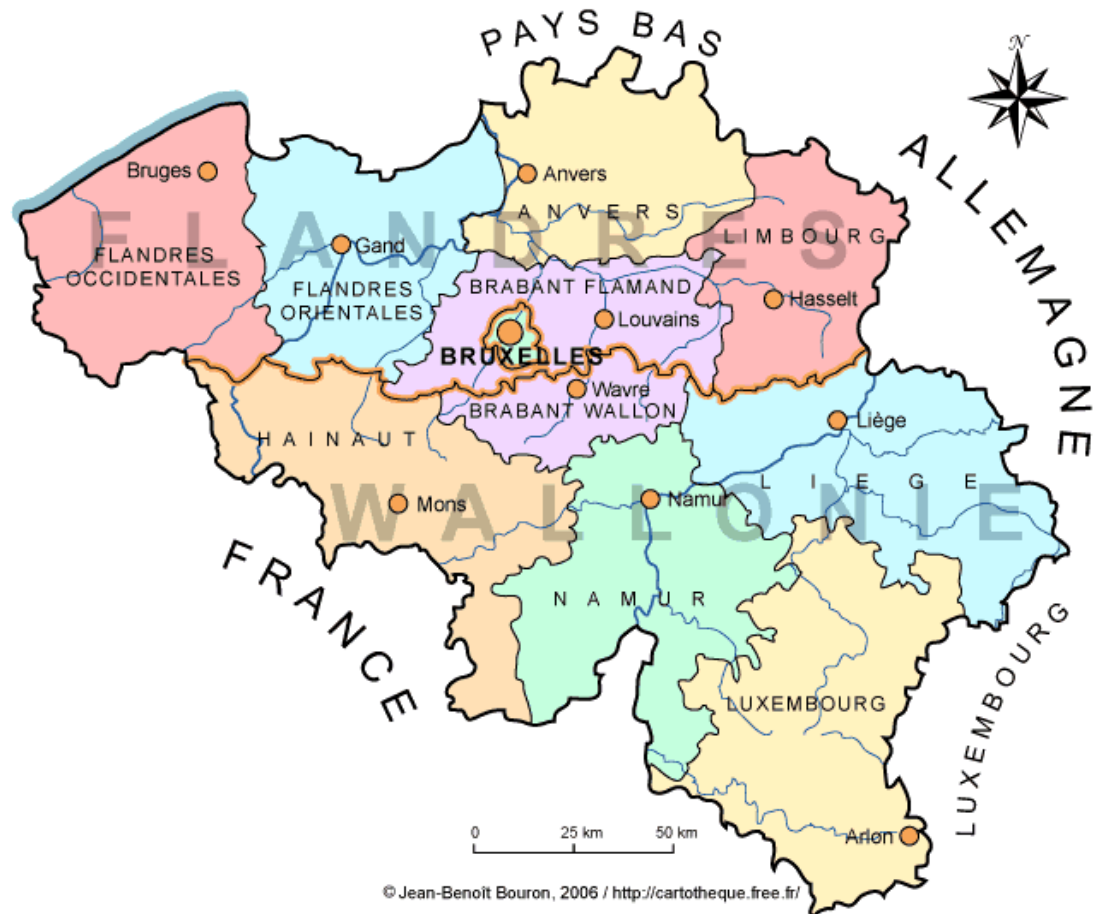 PAYS BAS
N
ALLEMAGNE
Bruges
Anvers
ANVERS
FLANDRES
LIMBOURG
Gand
FLANDRES
OCCIDENTALES
FLANDRES
ORIENTALES
BRABANT FLAMAND
Hasselt
Louvains
BRUXELLES
Wavre
BRABANT WALLON
Liège
HAINAUT
LIEGE
Mons
Namur
WALLONIE
FRANCE
NAMUR
LUXEMBOURG
LUXEMBOURG
Arlon
0 25 km 50 km
© Jean-Benoît Bouron, 2006 / http://cartotheque.free.fr/